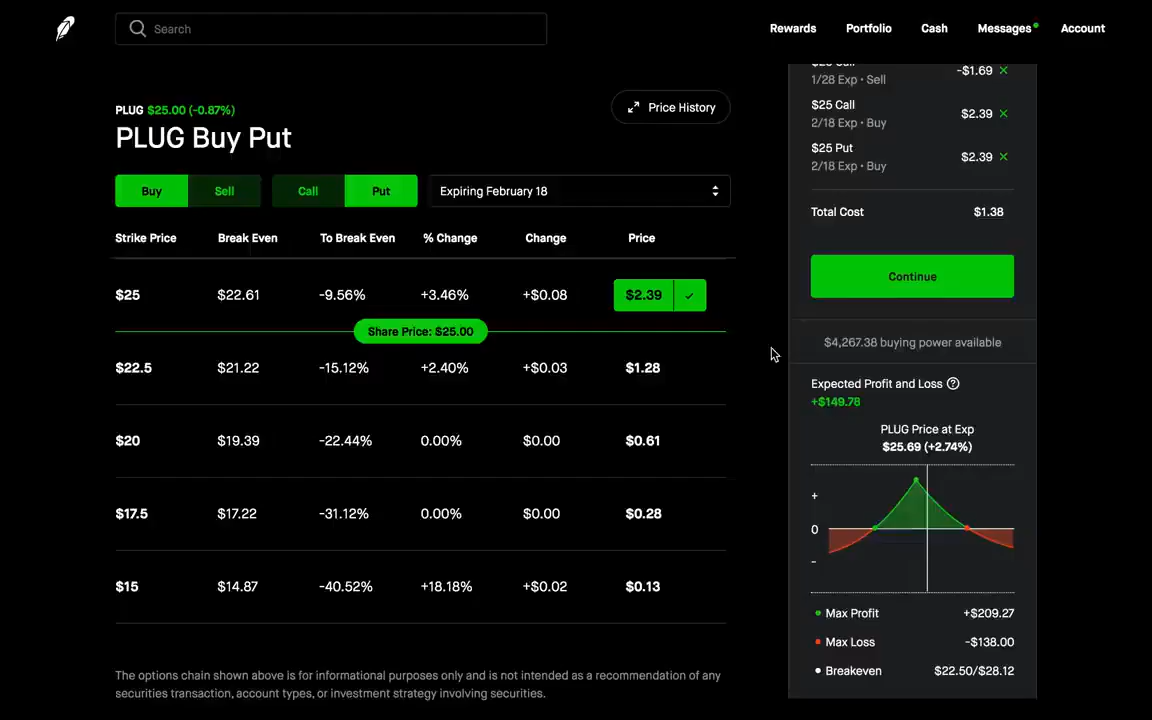 Search
Rewards
Portfolio
Cash
Messages
Account
PLUG $25.00 (-0.87%)
PLUG Buy Put
Price History
Buy
Sell
Call
Put
Expiring February 18
Strike Price
Break Even
To Break Even
% Change
Change
Price
$25
$22.61
-9.56%
+3.46%
+$0.08
$2.39
Share Price: $25.00
$22.5
$21.22
-15.12%
+2.40%
+$0.03
$1.28
$20
$19.39
-22.44%
0.00%
$0.00
$0.61
$17.5
$17.22
-31.12%
0.00%
$0.00
$0.28
$15
$14.87
-40.52%
+18.18%
+$0.02
$0.13
The options chain shown above is for informational purposes only and is not intended as a recommendation of any
securities transaction, account types, or investment strategy involving securities.
1/28 Exp • Sell
-$1.69
$25 Call
2/18 Exp • Buy
$2.39
$25 Put
2/18 Exp • Buy
$2.39
Total Cost
$1.38
Continue
$4,267.38 buying power available
Expected Profit and Loss
+$149.78
PLUG Price at Exp
$25.69 (+2.74%)
+
0
-
Max Profit
+$209.27
Max Loss
-$138.00
Breakeven
$22.50/$28.12